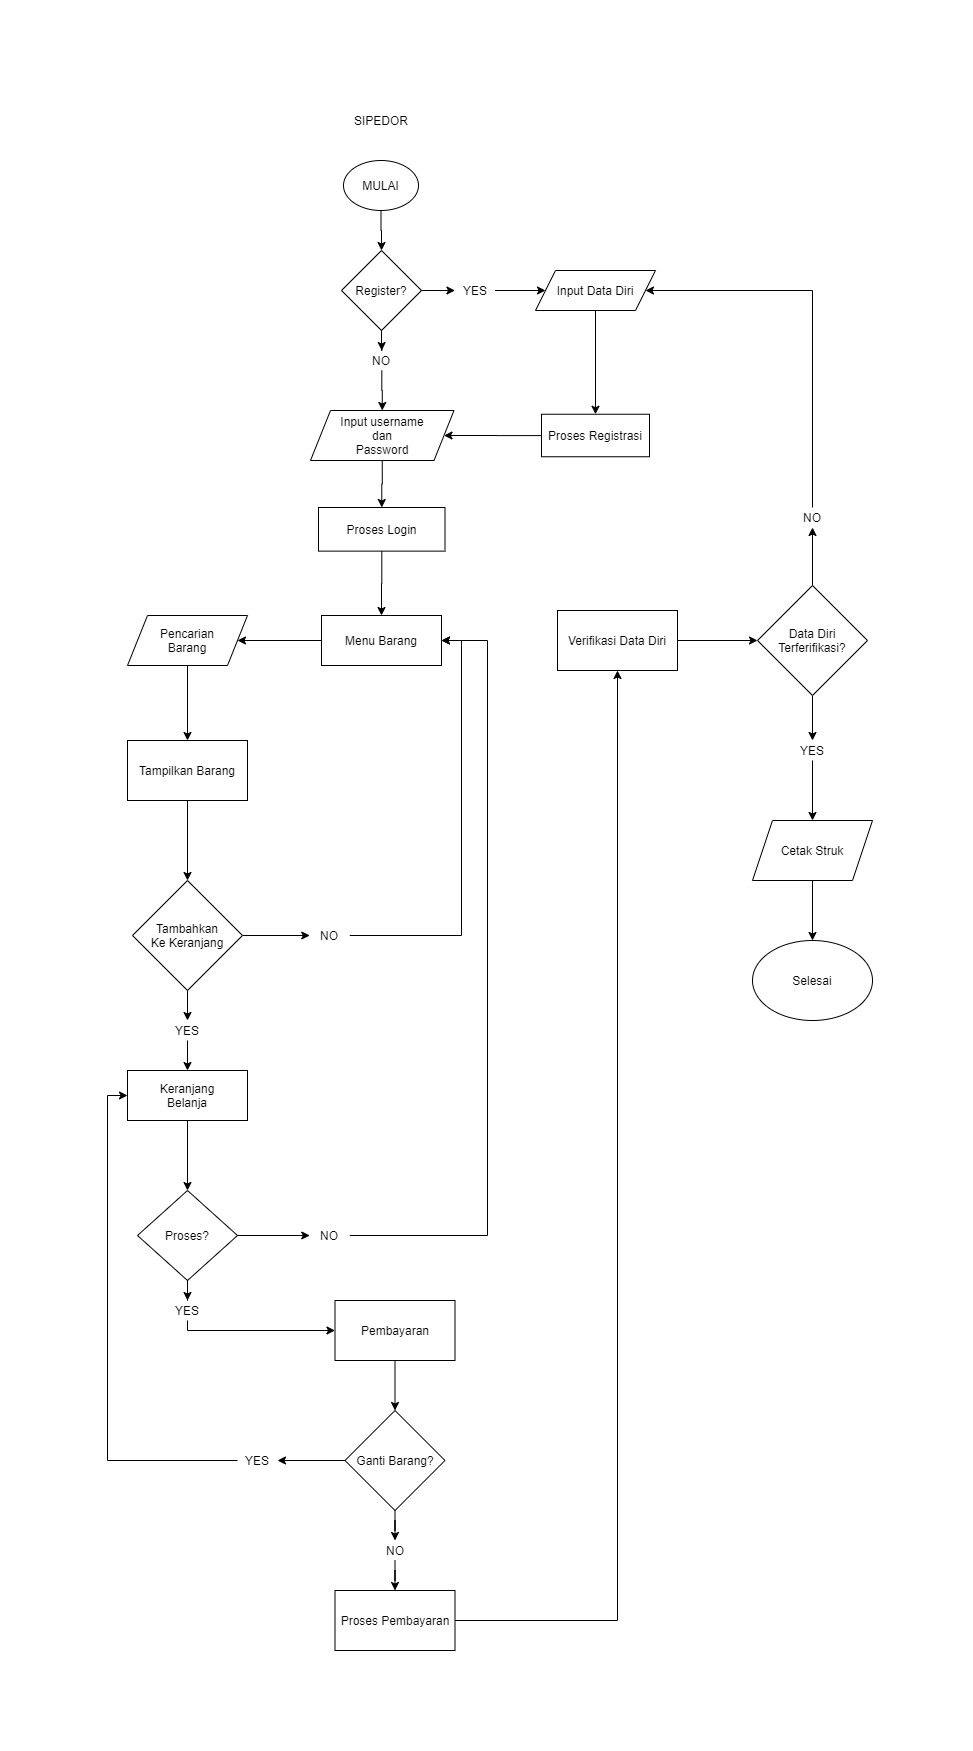 SIPEDOR
MULAI
Register?
YES
Input Data Diri
NO
Input username
dan
Password
Proses Registrasi
Proses Login
Menu Barang
Pencarian
Barang
Tampilkan Barang
Tambahkan
Ke Keranjang
NO
YES
Keranjang
Belanja
Proses?
NO
YES
Pembayaran
Ganti Barang?
YES
NO
Proses Pembayaran
Verifikasi Data Diri
Data Diri
Terferifikasi?
NO
YES
Cetak Struk
Selesai